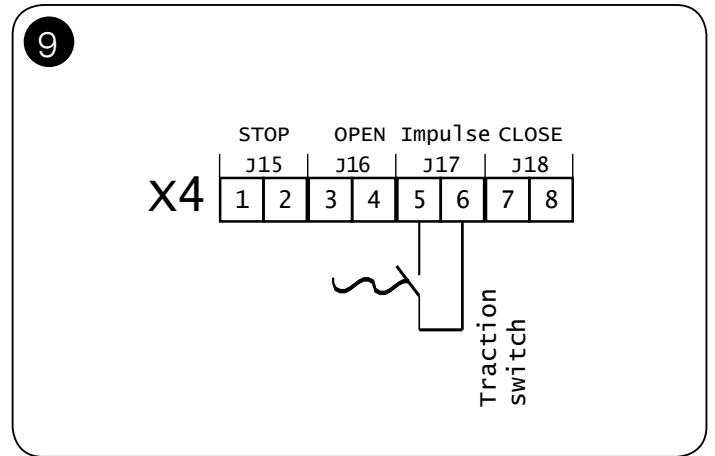 9
STOP OPEN Impulse CLOSE
J15 J16 J17 J18
X4 1 2 3 4 5 6 7 8
Traction
switch